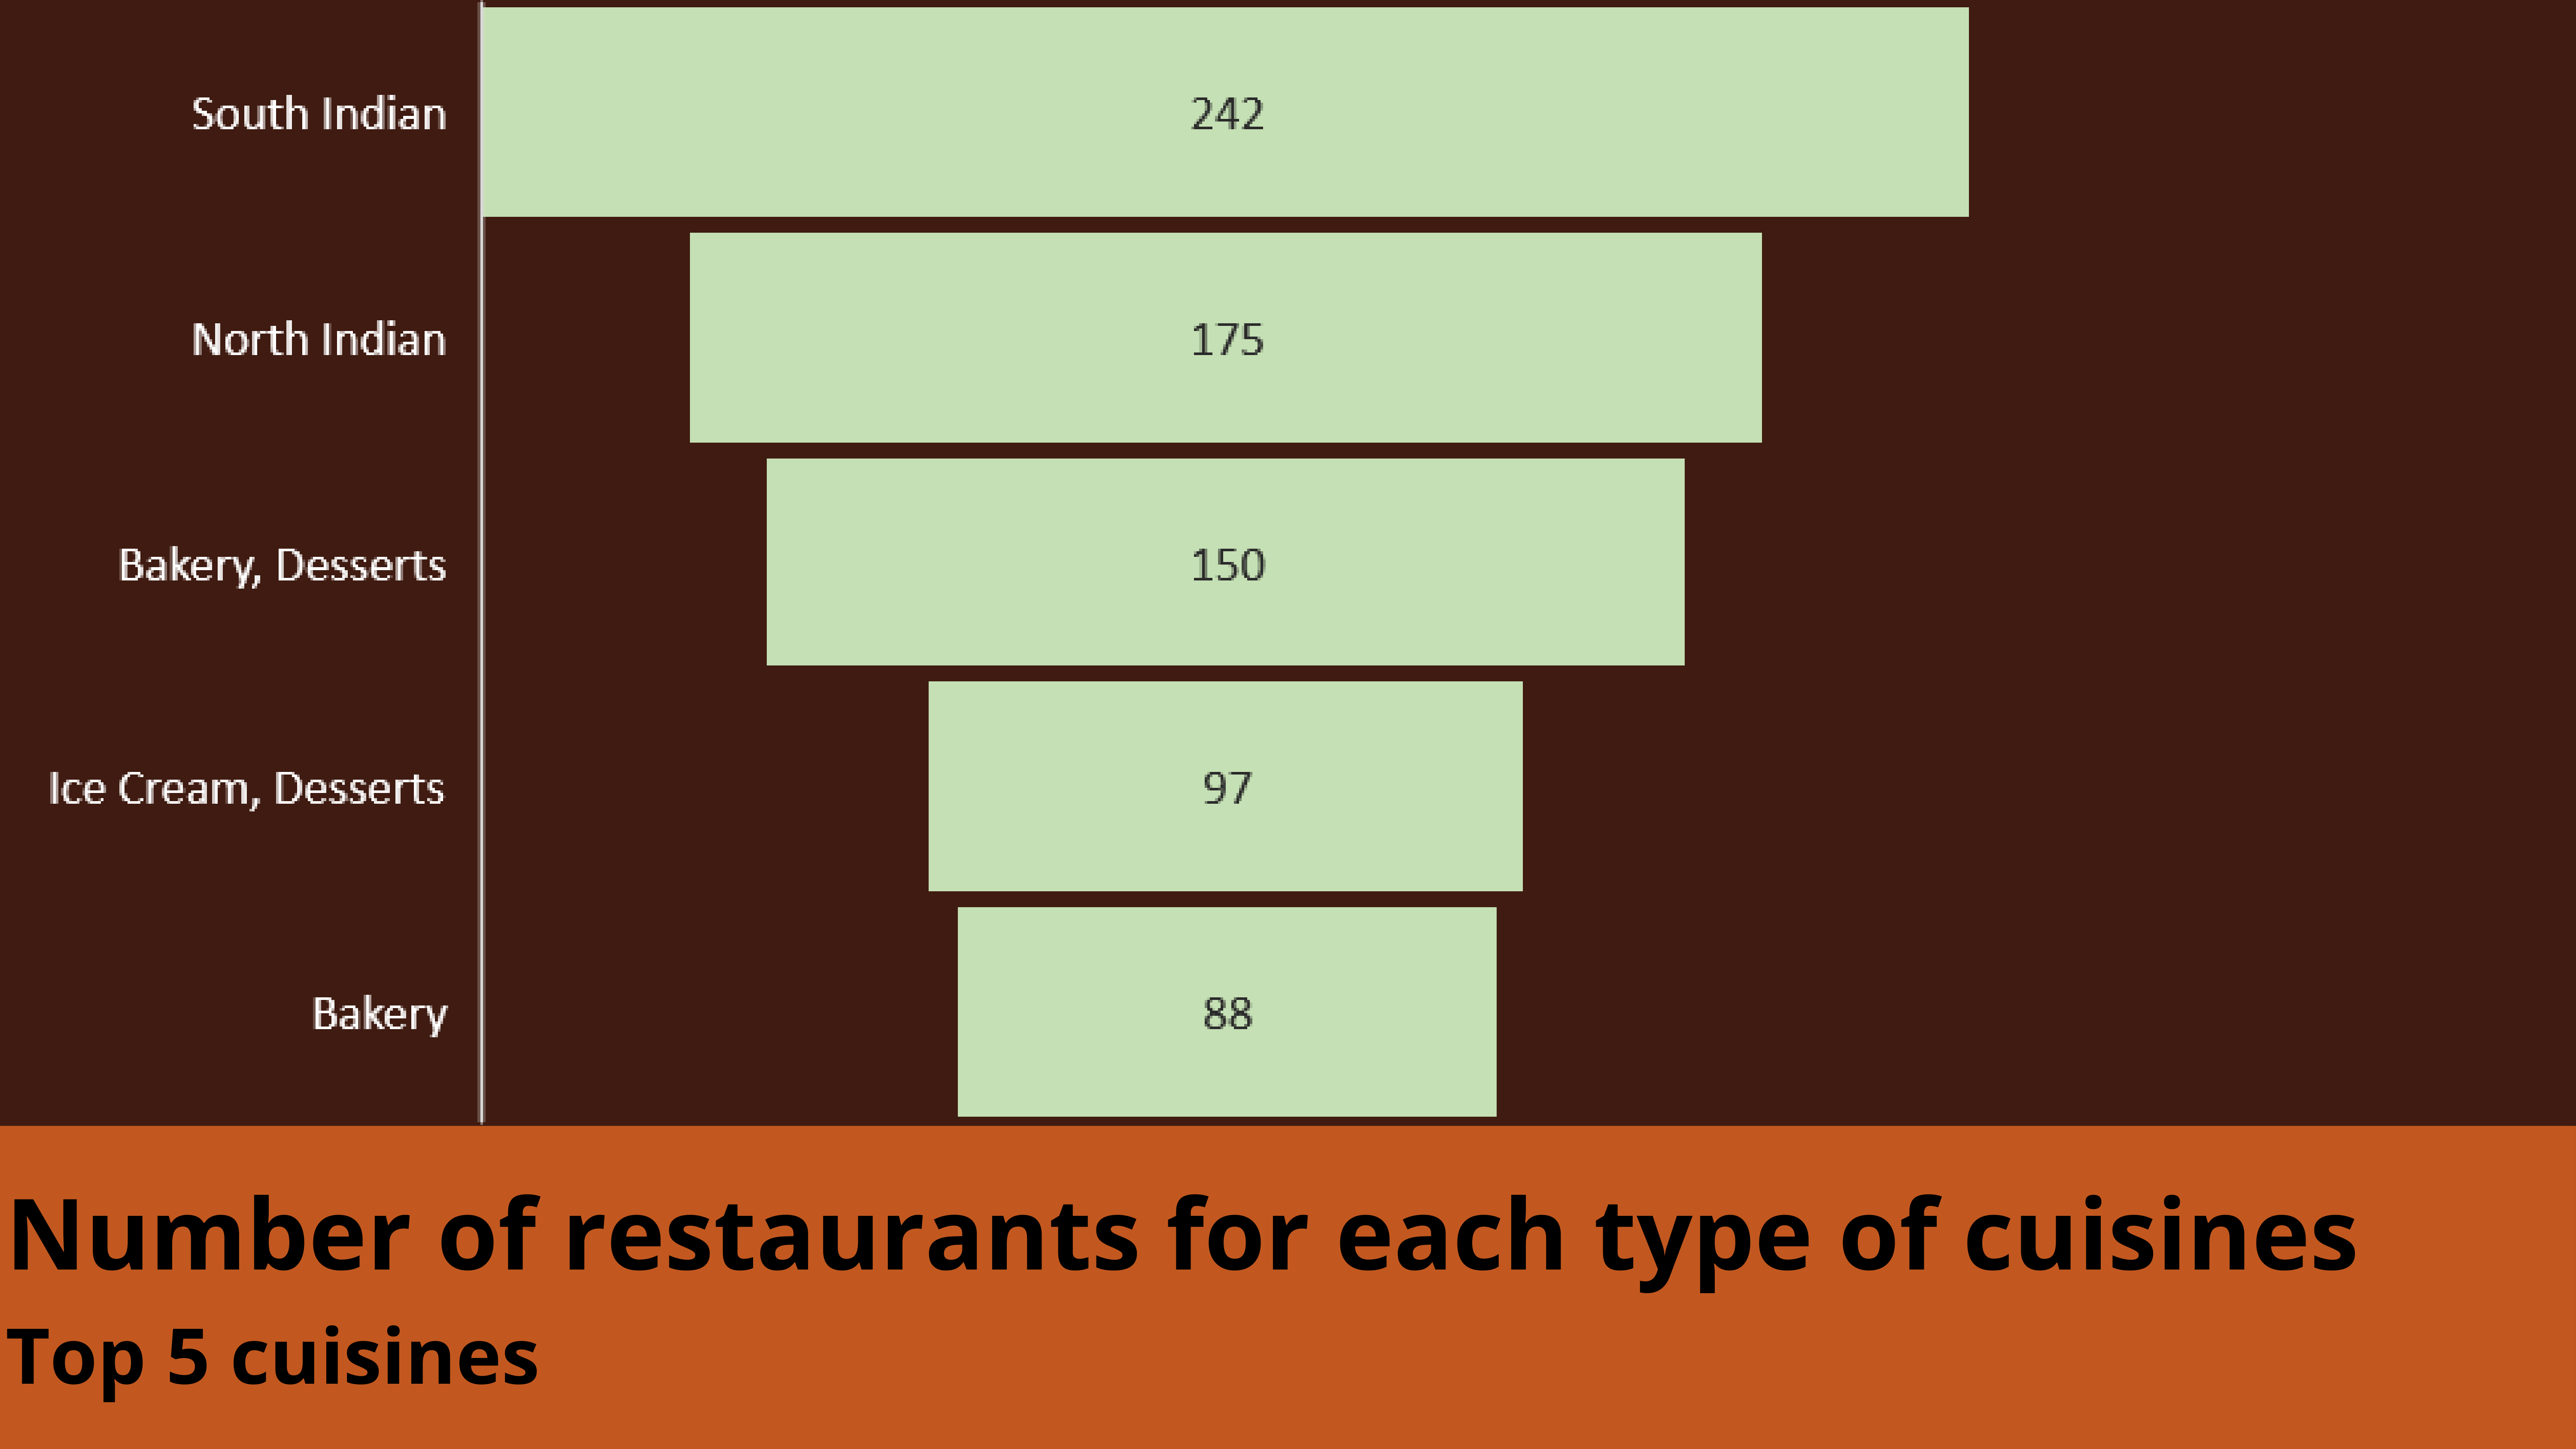 South Indian 242
North Indian 175
Bakery, Desserts 150
Ice Cream, Desserts 97
Bakery 88
Number of restaurants for each type of cuisines
Top 5 cuisines